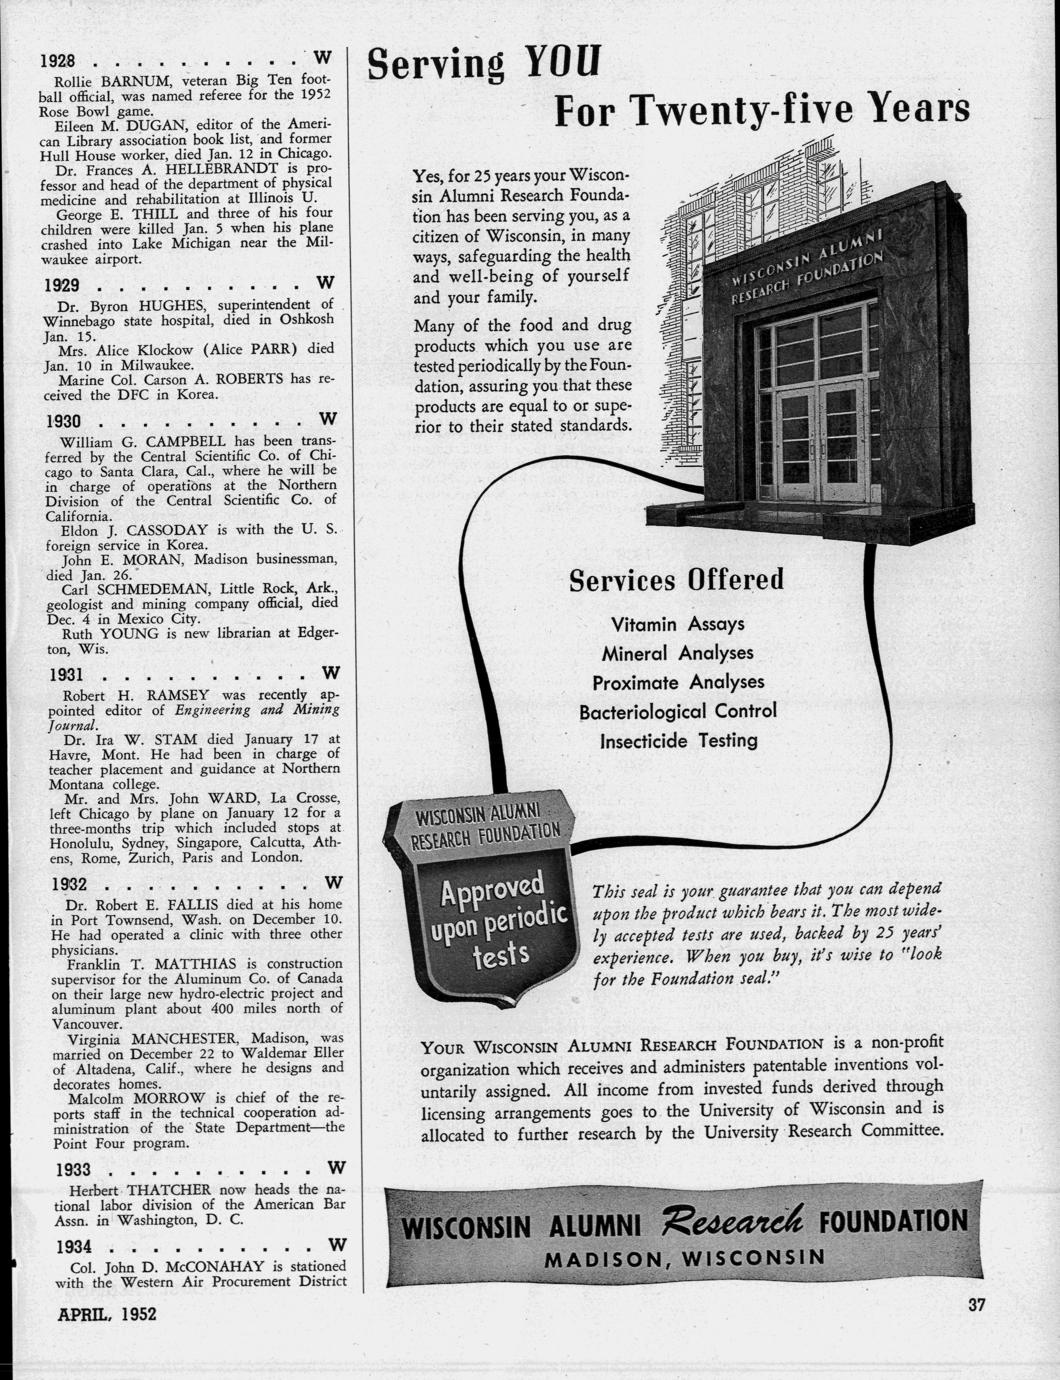 1928 . . . . . . . . . . W
Rollie BARNUM, veteran Big Ten foot-
ball official, was named referee for the 1952
Rose Bowl game.
Eileen M. DUGAN, editor of the Ameri-
can Library association book list, and former
Hull House worker, died Jan. 12 in Chicago.
Dr. Frances A. HELLEBRANDT is pro-
fessor and head of the department of physical
medicine and rehabilitation at Illinois U.
George E. THILL and three of his four
children were killed Jan. 5 when his plane
crashed into Lake Michigan near the Mil-
waukee airport.
1929 . . . . . . . . . . W
Dr. Byron HUGHES, superintendent of
Winnebago state hospital, died in Oshkosh
Jan. 15.
Mrs. Alice Klockow (Alice PARR) died
Jan. 10 in Milwaukee.
Marine Col. Carson A. ROBERTS has re-
ceived the DFC in Korea.
1930 . . . . . . . . . . W
William G. CAMPBELL has been trans-
ferred by the Central Scientific Co. of Chi-
cago to Santa Clara, Cal., where he will be
in charge of operations at the Northern
Division of the Central Scientific Co. of
California.
Eldon J. CASSODAY is with the U. S.
foreign service in Korea.
John E. MORAN, Madison businessman,
died Jan. 26.
Carl SCHMEDEMAN, Little Rock, Ark.,
geologist and mining company official, died
Dec. 4 in Mexico City.
Ruth YOUNG is new librarian at Edger-
ton, Wis.
1931 . . . . . . . . . . W
Robert H. RAMSEY was recently ap-
pointed editor of Engineering and Mining
Journal.
Dr. Ira W. STAM died January 17 at
Havre, Mont. He had been in charge of
teacher placement and guidance at Northern
Montana college.
Mr. and Mrs. John WARD, La Crosse,
left Chicago by plane on January 12 for a
three-months trip which included stops at
Honolulu, Sydney, Singapore, Calcutta, Ath-
ens, Rome, Zurich, Paris and London.
1932 . . . . . . . . . . W
Dr. Robert E. FALLIS died at his home
in Port Townsend, Wash. on December 10.
He had operated a clinic with three other
physicians.
Franklin T. MATTHIAS is construction
supervisor for the Aluminum Co. of Canada
on their large new hydro-electric project and
aluminum plant about 400 miles north of
Vancouver.
Virginia MANCHESTER, Madison, was
married on December 22 to Waldemar Eller
of Altadena, Calif., where he designs and
decorates homes.
Malcolm MORROW is chief of the re-
ports staff in the technical cooperation ad-
ministration of the State Department—the
Point Four program.
1933 . . . . . . . . . . W
Herbert THATCHER now heads the na-
tional labor division of the American Bar
Assn. in Washington, D. C.
1934 . . . . . . . . . . W
Col. John D. McCONAHAY is stationed
with the Western Air Procurement District
Serving YOU
For Twenty-five Years
Yes, for 25 years your Wiscon-
sin Alumni Research Founda-
tion has been serving you, as a
citizen of Wisconsin, in many
ways, safeguarding the health
and well-being of yourself
and your family.
Many of the food and drug
products which you use are
tested periodically by the Foun-
dation, assuring you that these
products are equal to or supe-
rior to their stated standards.
WISCONSIN ALUMNI
RESEARCH FOUNDATION
Services Offered
Vitamin Assays
Mineral Analyses
Proximate Analyses
Bacteriological Control
Insecticide Testing
WISCONSIN ALUMNI
RESEARCH FOUNDATION
Approved
upon periodic
tests
This seal is your guarantee that you can depend
upon the product which bears it. The most wide-
ly accepted tests are used, backed by 25 years'
experience. When you buy, it's wise to "look
for the Foundation seal."
YOUR WISCONSIN ALUMNI RESEARCH FOUNDATION is a non-profit
organization which receives and administers patentable inventions vol-
untarily assigned. All income from invested funds derived through
licensing arrangements goes to the University of Wisconsin and is
allocated to further research by the University Research Committee.
WISCONSIN ALUMNI Research FOUNDATION
MADISON, WISCONSIN
APRIL, 1952
37